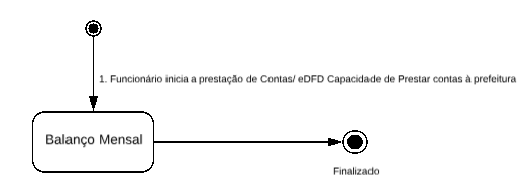 1. Funcionário inicia a prestação de Contas/ eDFD Capacidade de Prestar contas à prefeitura
Balanço Mensal
Finalizado